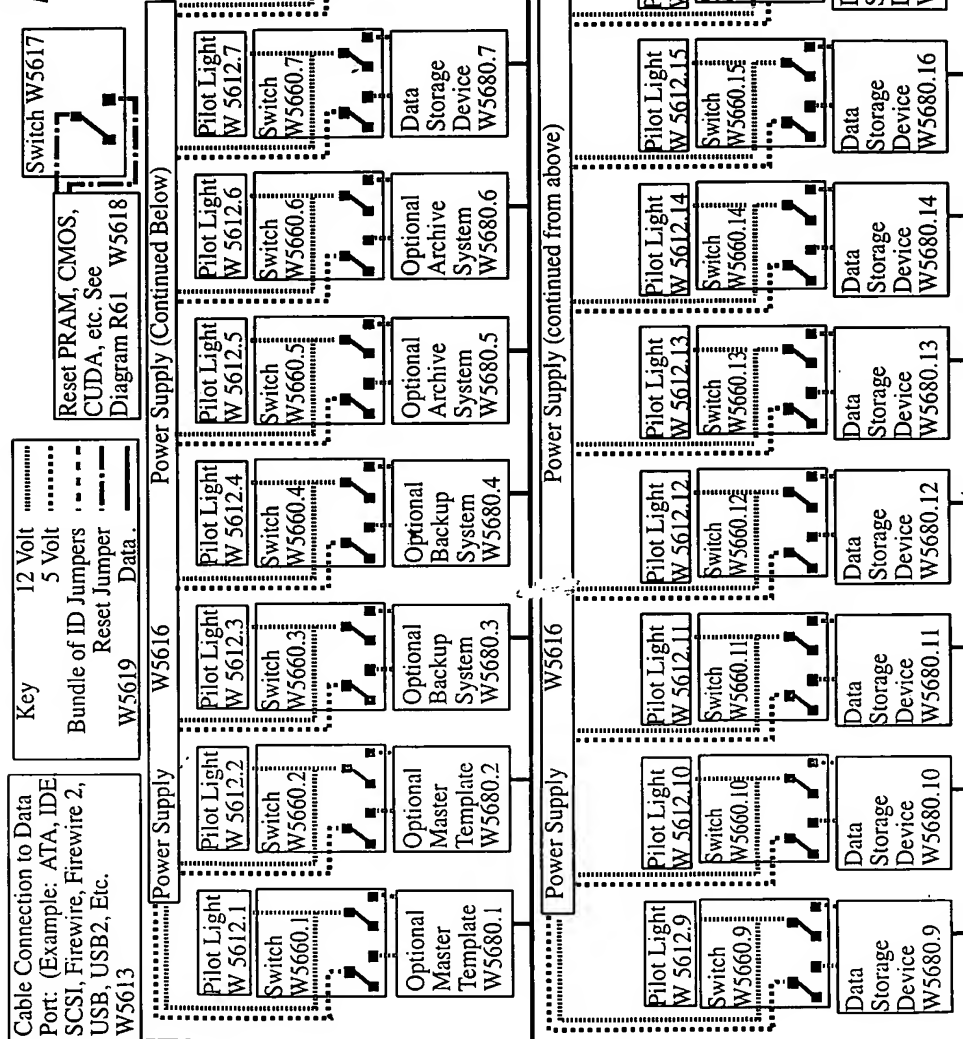 Cable Connection to Data
Port: (Example: ATA, IDE,
SCSI, Firewire, Firewire 2,
USB, USB2, Etc.
W5613
Key 12 Volt
5 Volt
Bundle of ID Jumpers
Reset Jumper
W5619 Data.
Reset PRAM, CMOS,
CUDA, etc. See
Diagram R61 W5618
Switch W5617
Power Supply W5616 Power Supply (Continued Below)
Pilot Light
W 5612.1
Switch
W5660.1
Optional
Master
Template
W5680.1
Pilot Light
W 5612.2
Switch
W5660.2
Optional
Master
Template
W5680.2
Pilot Light
W 5612.3
Switch
W5660.3
Optional
Backup
System
W5680.3
Pilot Light
W 5612.4
Switch
W5660.4
Optional
Backup
System
W5680.4
Pilot Light
W 5612.5
Switch
W5660.5
Optional
Archive
System
W5680.5
Pilot Light
W 5612.6
Switch
W5660.6
Optional
Archive
System
W5680.6
Pilot Light
W 5612.7
Switch
W5660.7
Data
Storage
Device
W5680.7
Power Supply W5616 Power Supply (continued from above)
Pilot Light
W 5612.9
Switch
W5660.9
Data
Storage
Device
W5680.9
Pilot Light
W 5612.10
Switch
W5660.10
Data
Storage
Device
W5680.10
Pilot Light
W 5612.11
Switch
W5660.11
Data
Storage
Device
W5680.11
Pilot Light
W 5612.12
Switch
W5660.12
Data
Storage
Device
W5680.12
Pilot Light
W 5612.13
Switch
W5660.13
Data
Storage
Device
W5680.13
Pilot Light
W 5612.14
Switch
W5660.14
Data
Storage
Device
W5680.14
Pilot Light
W 5612.15
Switch
W5660.15
Data
Storage
Device
W5680.16